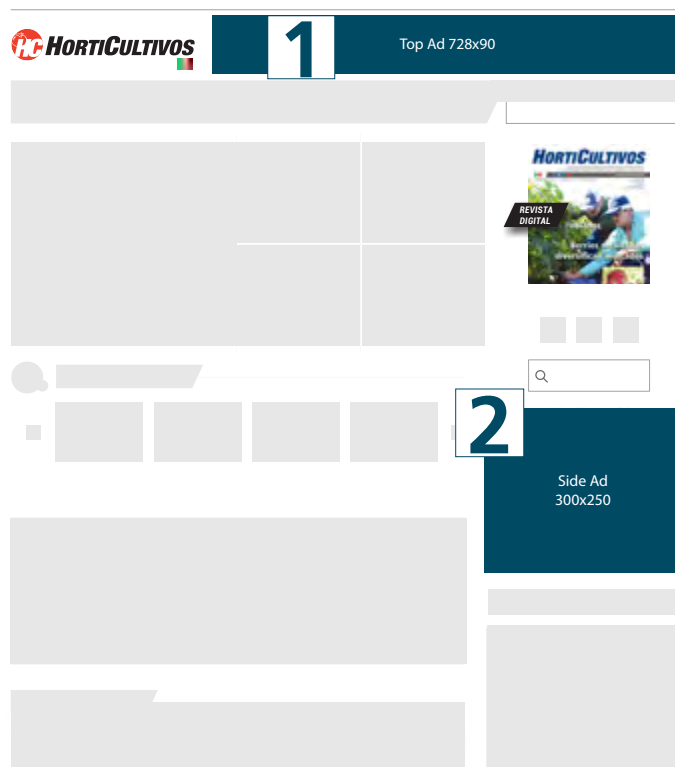 HC HORTICULTIVOS
1
Top Ad 728x90
HORTICULTIVOS
REVISTA
DIGITAL
2
Side Ad
300x250